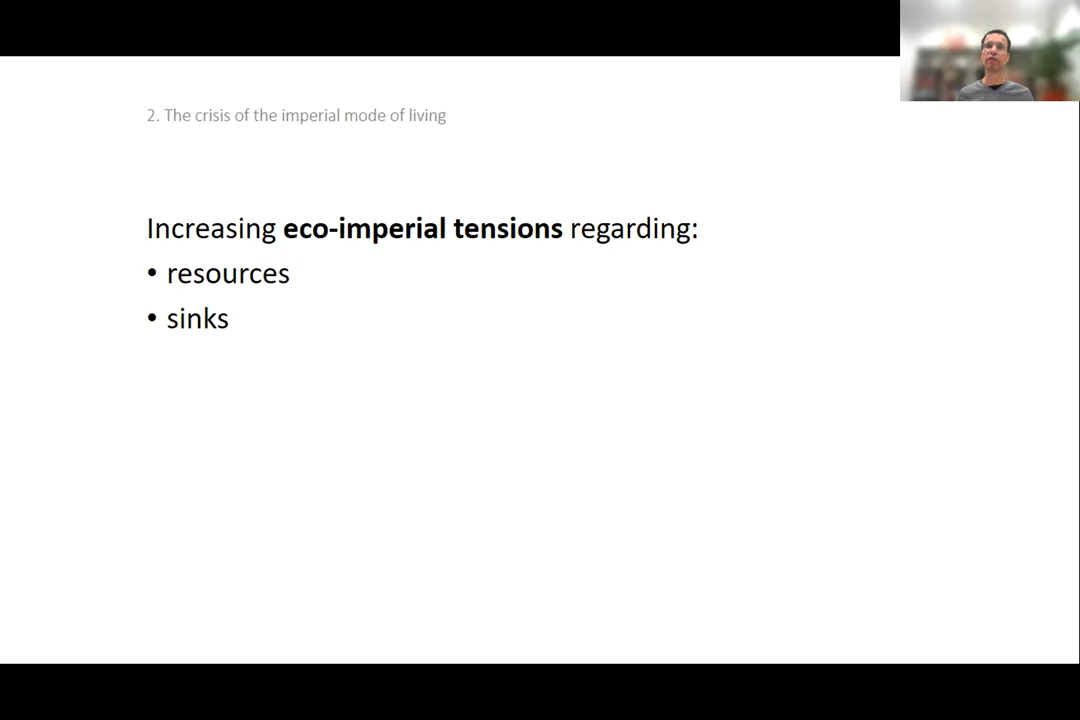 2. The crisis of the imperial mode of living
Increasing eco-imperial tensions regarding:
• resources
• sinks